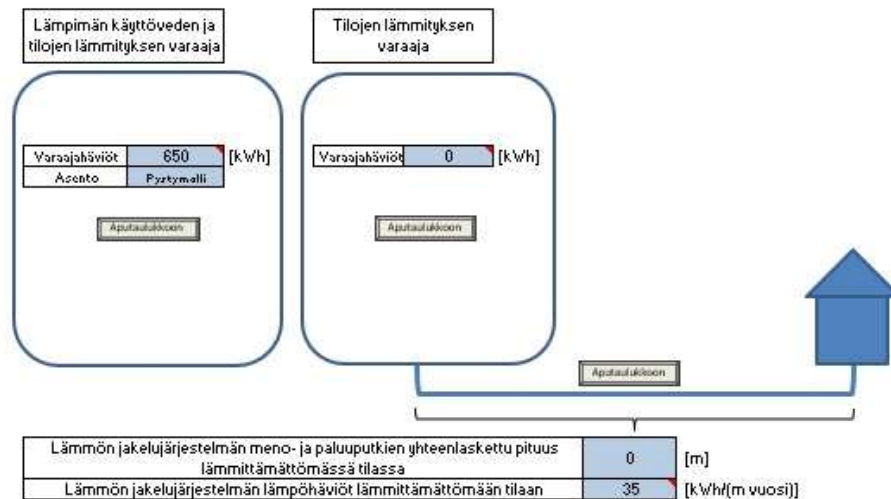 Lämpimän käyttöveden ja
tilojen lämmityksen varaaja
Tilojen lämmityksen
varaaja
Varaajahäviöt 650 [kWh]
Asento Pystymalli
Aputaulukkoon
Varaajahäviöt 0 [kWh]
Aputaulukkoon
Aputaulukkoon
Lämmön jakelujärjestelmän meno- ja paluuputkien yhteenlaskettu pituus
lämmittämättömässä tilassa
0 [m]
Lämmön jakelujärjestelmän lämpöhäviöt lämmittämättömään tilaan 35 [kWh/(m vuosi)]